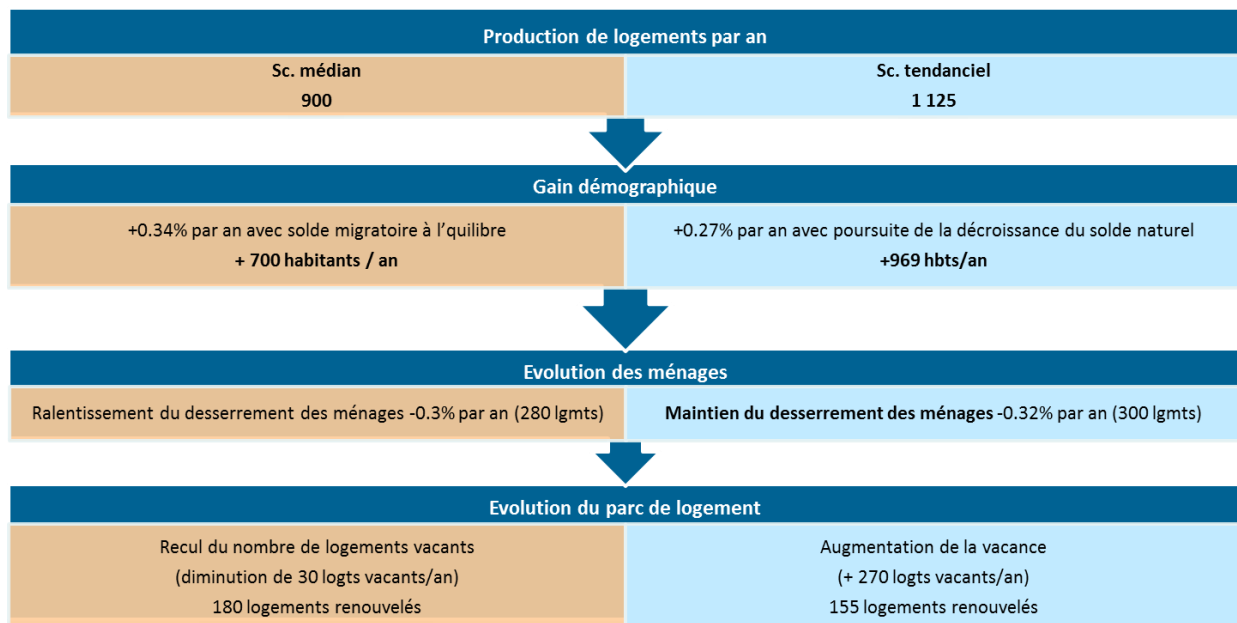 Production de logements par an
Sc. médian
900
Sc. tendanciel
1 125
Gain démographique
+0.34% par an avec solde migratoire à l’quilibre
+ 700 habitants / an
+0.27% par an avec poursuite de la décroissance du solde naturel
+969 hbts/an
Evolution des ménages
Ralentissement du desserrement des ménages -0.3% par an (280 lgmts)
Maintien du desserrement des ménages -0.32% par an (300 lgmts)
Evolution du parc de logement
Recul du nombre de logements vacants
(diminution de 30 logts vacants/an)
180 logements renouvelés
Augmentation de la vacance
(+ 270 logts vacants/an)
155 logements renouvelés